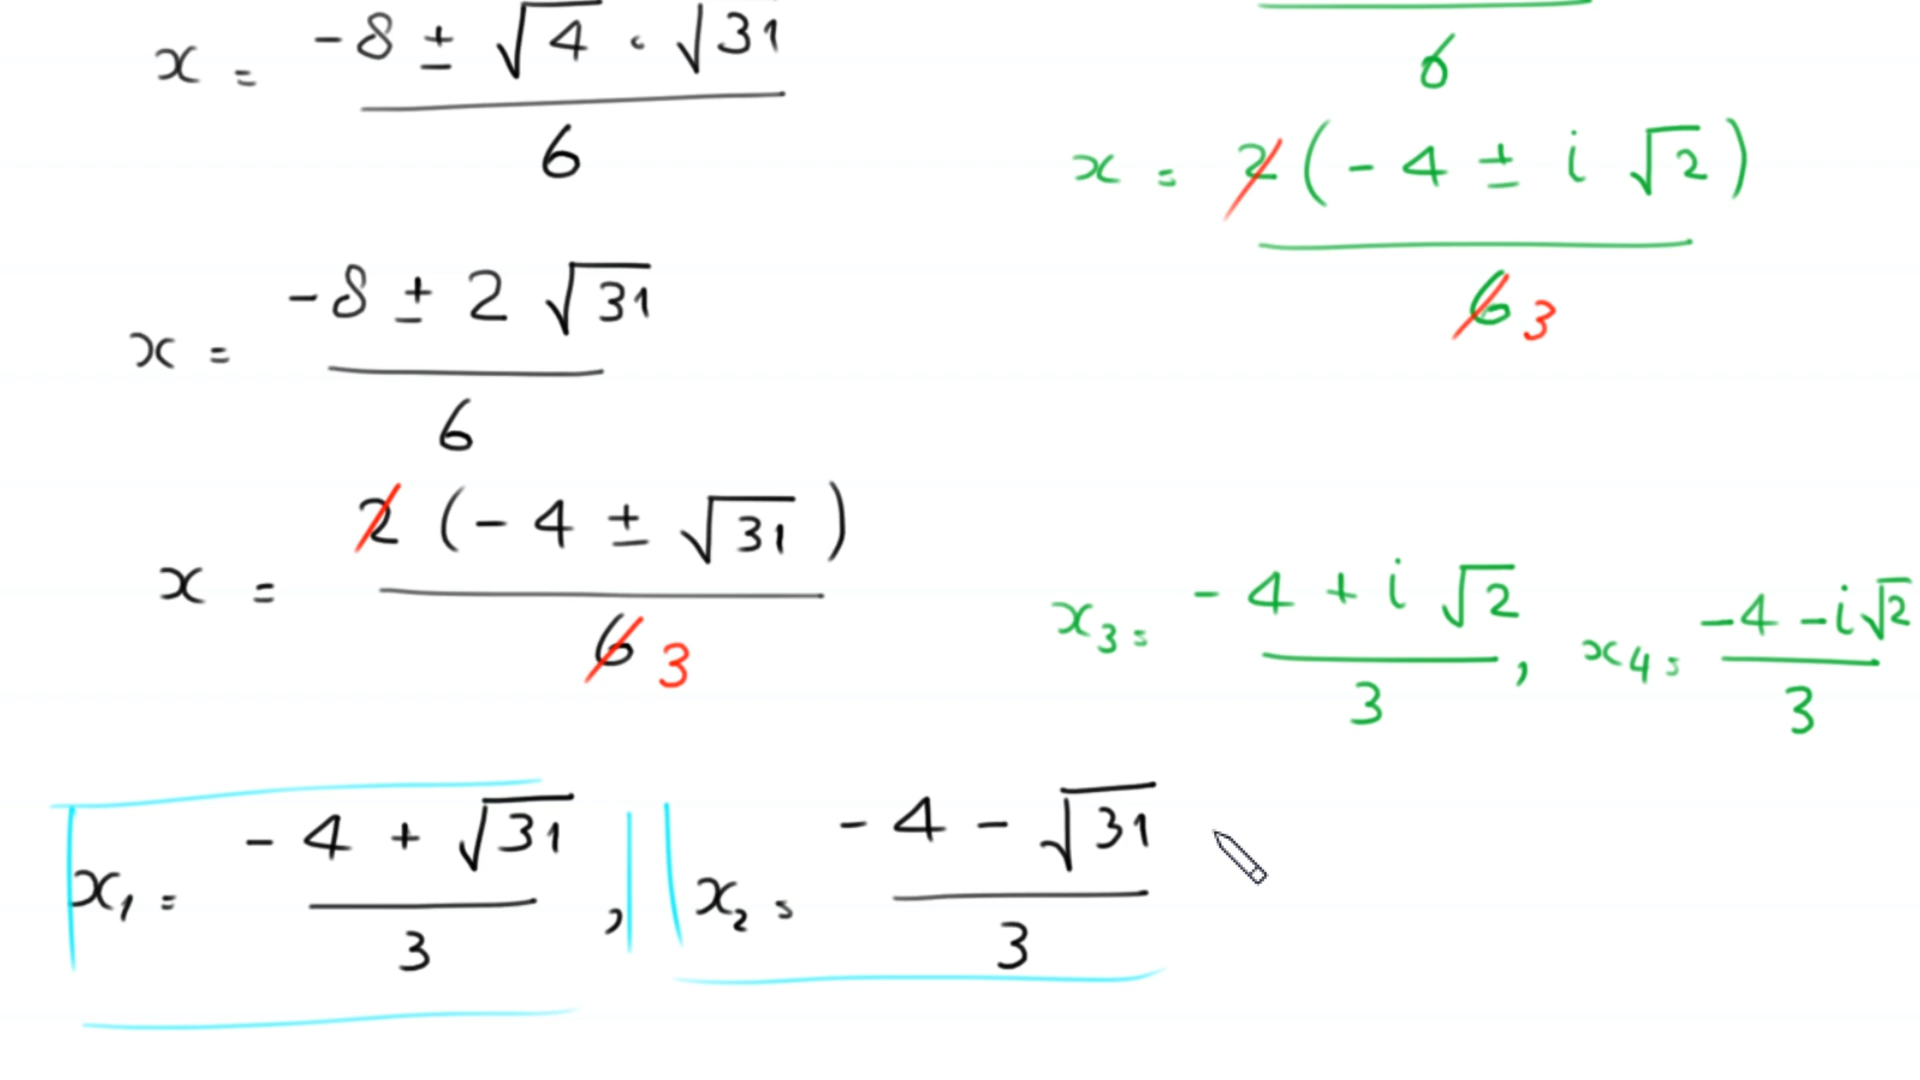 x = (-8 ± √4 · √31) / 6
x = (-8 ± 2 √31) / 6
x = 2 (-4 ± √31) / 6 3
x₁ = (-4 + √31) / 3 , x₂ = (-4 - √31) / 3
6
x = 2 (-4 ± i √2) / 6 3
x₃ = (-4 + i √2) / 3 , x₄ = (-4 - i√2) / 3